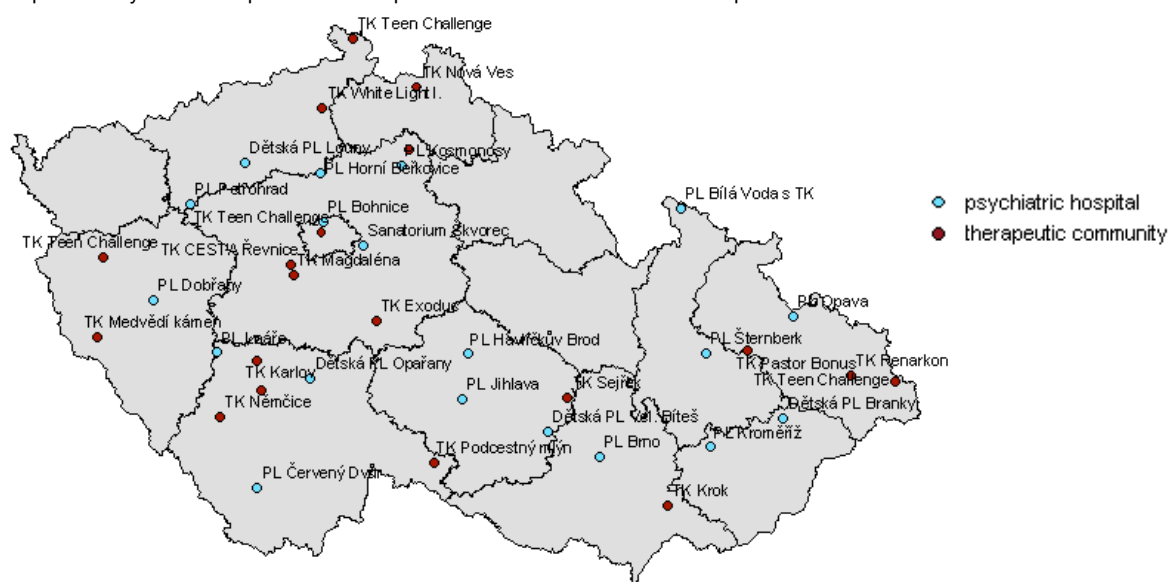 TK Teen Challenge
TK Nová Ves
TK White Light I.
Dětská PL Louny
PL Kosmonosy
PL Horní Beřkovice
PL Petrohrad
PL Bílá Voda s TK
psychiatric hospital
TK Teen Challenge
PL Bohnice
therapeutic community
TK Teen Challenge
TK CESTA Řevnice
Sanatorium Škvorec
TK Magdaléna
PL Dobřany
TK Exodus
PL Opava
TK Medvědí kámen
PL Lnáře
PL Havlíčkův Brod
PL Šternberk
TK Pastor Bonus
TK Renarkon
TK Karlov
Dětská PL Opařany
PL Jihlava
TK Sejřek
TK Teen Challenge
TK Němčice
Dětská PL Vel. Bíteš
Dětská PL Branky
TK Podcestný mlýn
PL Brno
PL Kroměříž
PL Červený Dvůr
TK Krok